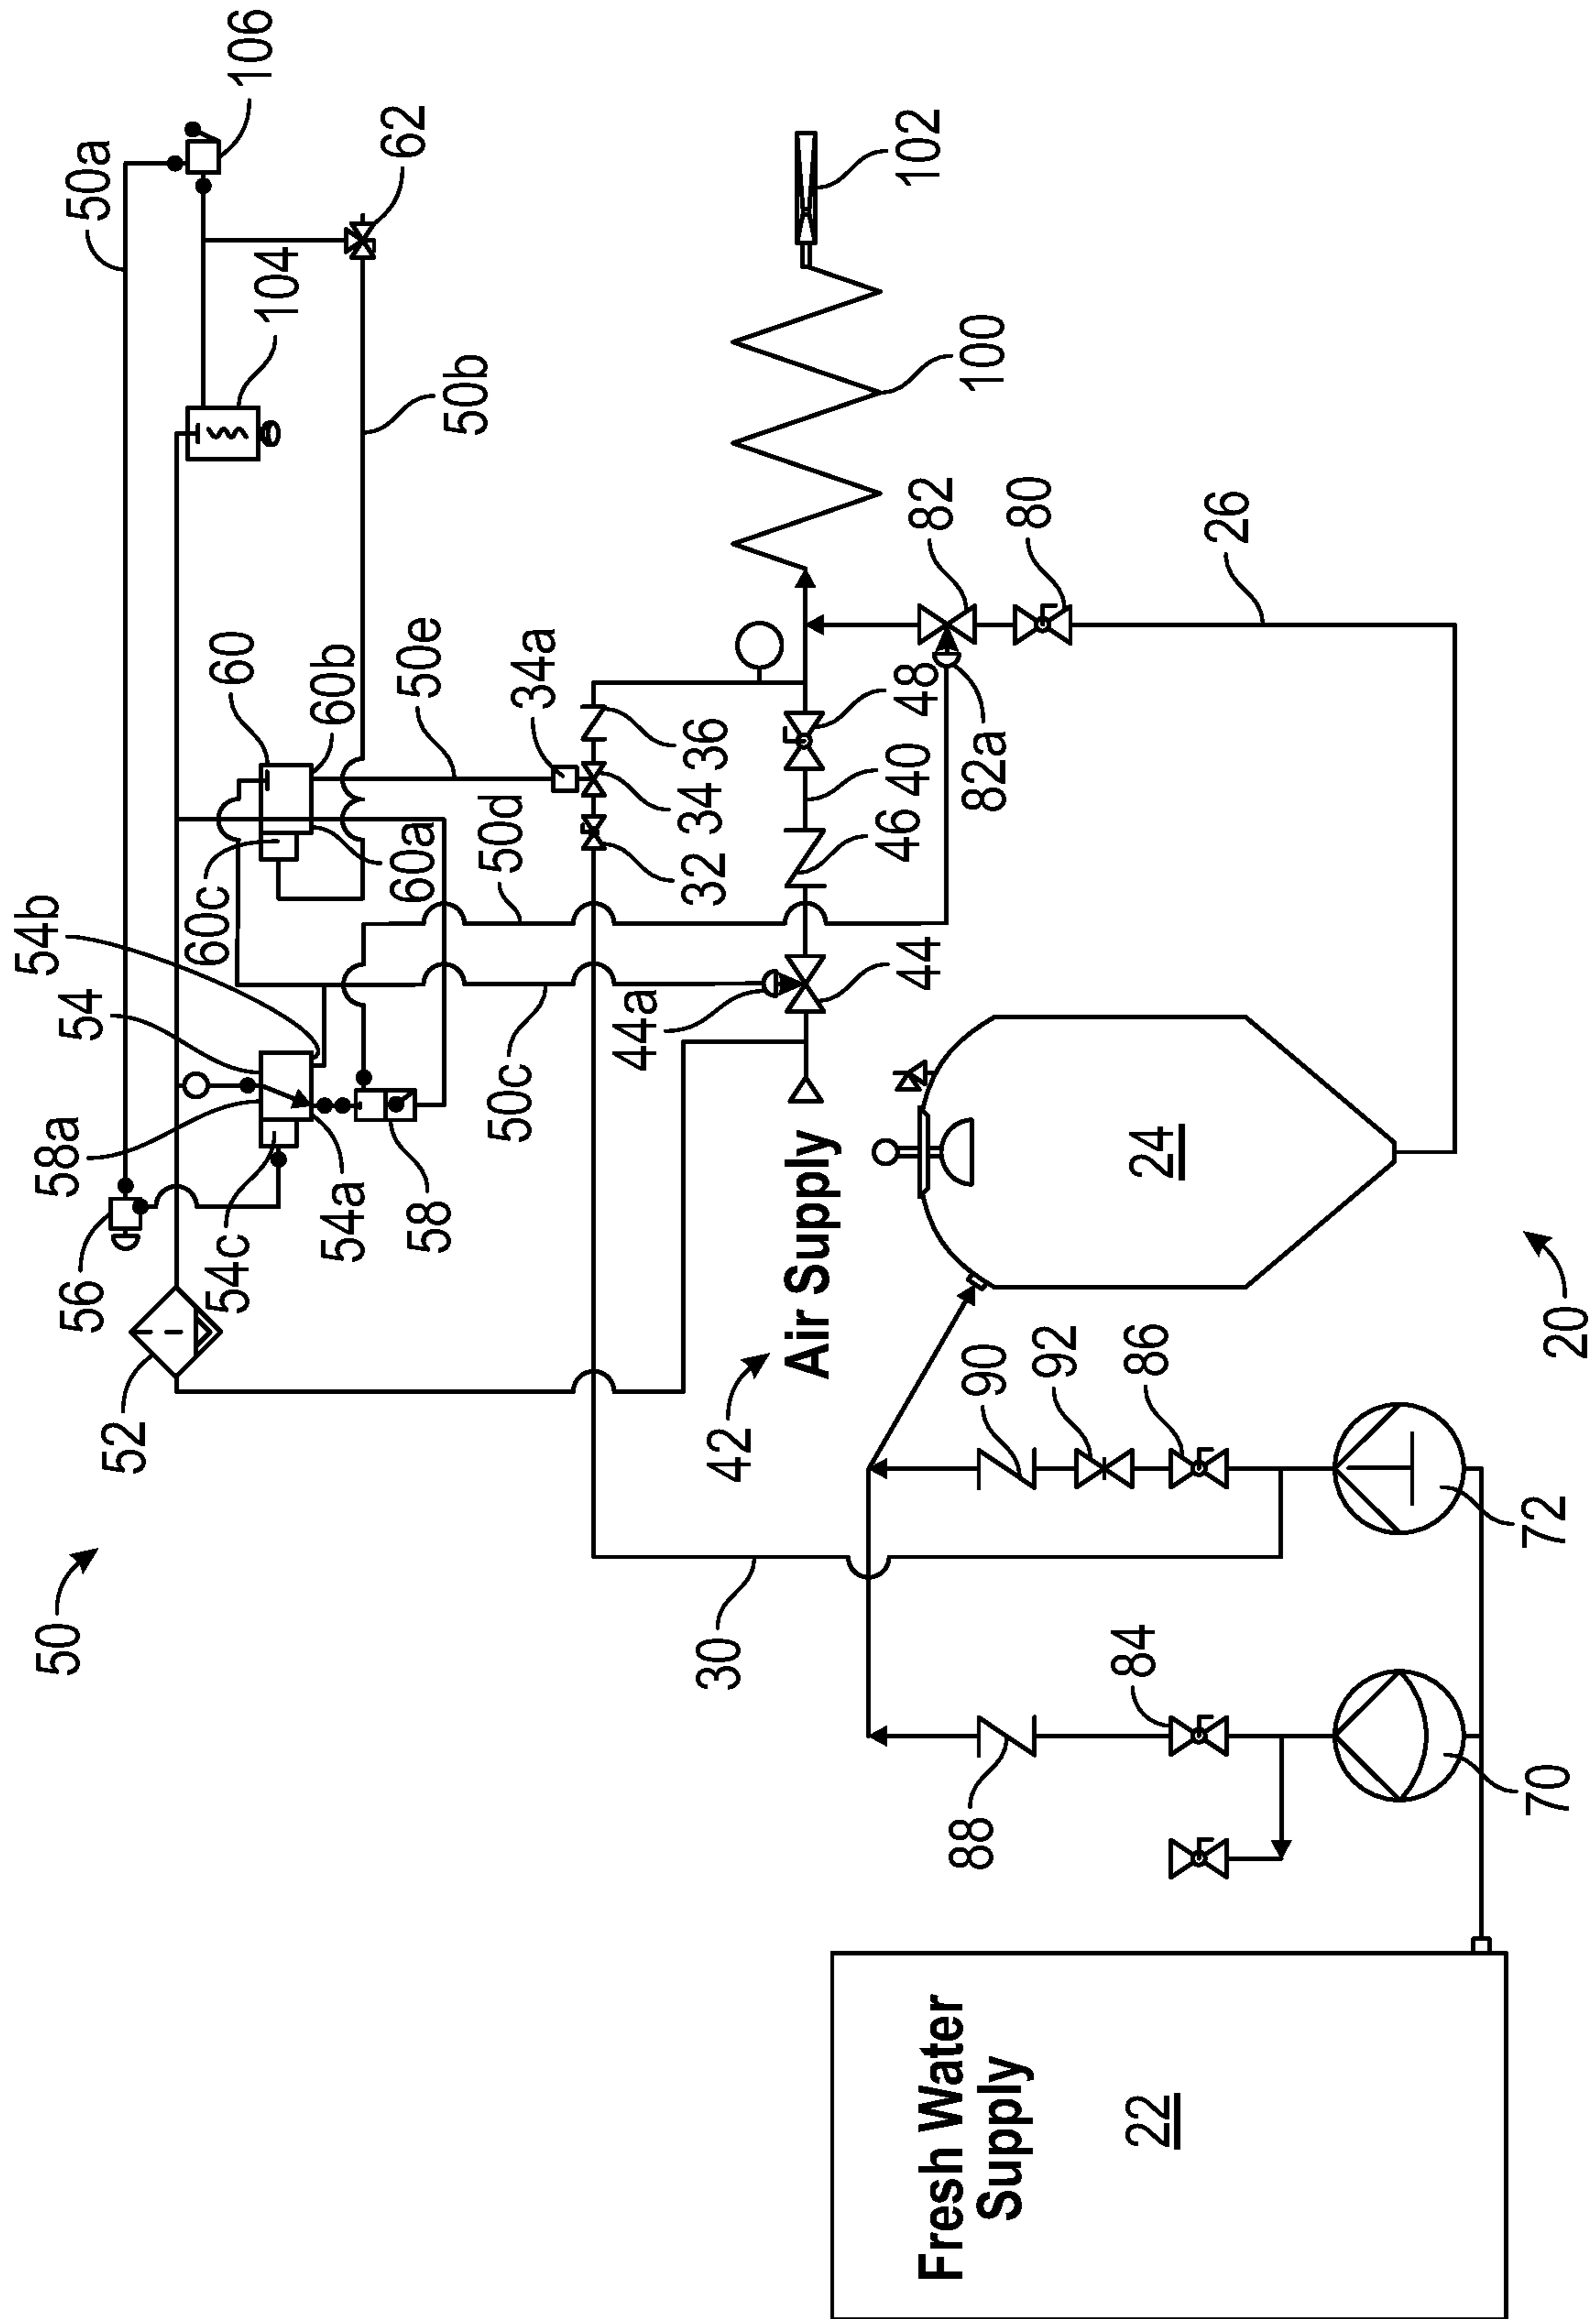 50
52
56
58a
54
54b
54c
54a
58
60c
60
60b
60a
50a
106
62
104
50b
50e
34a
50d
50c
36
34
32
30
42
Air Supply
44a
44
46
40
48
82a
82
80
26
100
102
24
20
90
92
86
72
88
84
70
Fresh Water
Supply
22